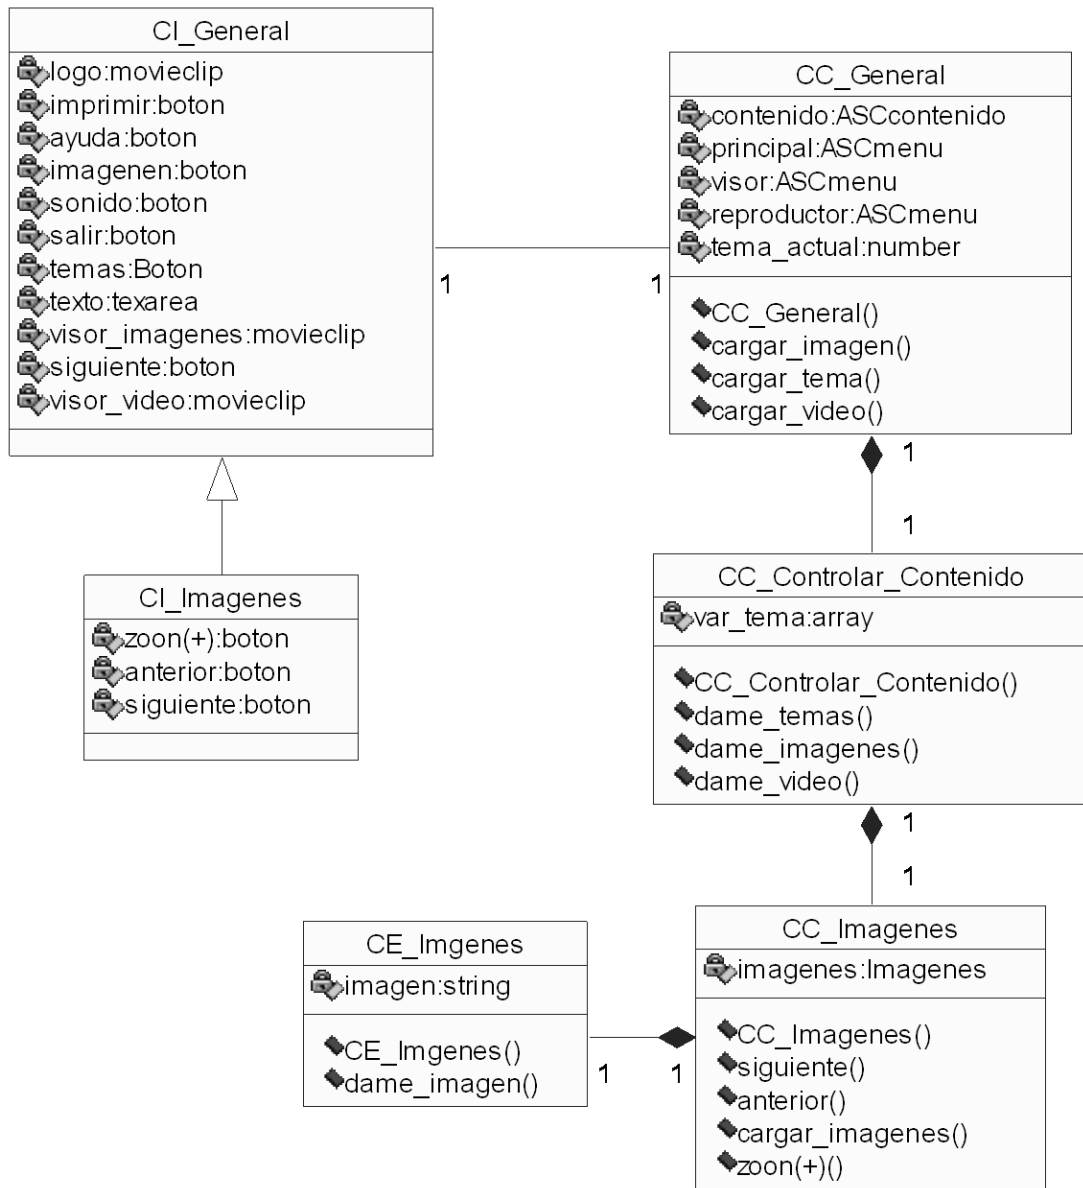 CI_General
logo:movieclip
imprimir:boton
ayuda:boton
imagenen:boton
sonido:boton
salir:boton
temas:Boton
texto:texarea
visor_imagenes:movieclip
siguiente:boton
visor_video:movieclip
1
1
CC_General
contenido:ASCcontenido
principal:ASCmenu
visor:ASCmenu
reproductor:ASCmenu
tema_actual:number
CC_General()
cargar_imagen()
cargar_tema()
cargar_video()
1
1
CI_Imagenes
zoon(+):boton
anterior:boton
siguiente:boton
CC_Controlar_Contenido
var_tema:array
CC_Controlar_Contenido()
dame_temas()
dame_imagenes()
dame_video()
1
1
CE_Imgenes
imagen:string
CE_Imgenes()
dame_imagen()
1
1
CC_Imagenes
imagenes:Imagenes
CC_Imagenes()
siguiente()
anterior()
cargar_imagenes()
zoon(+)()